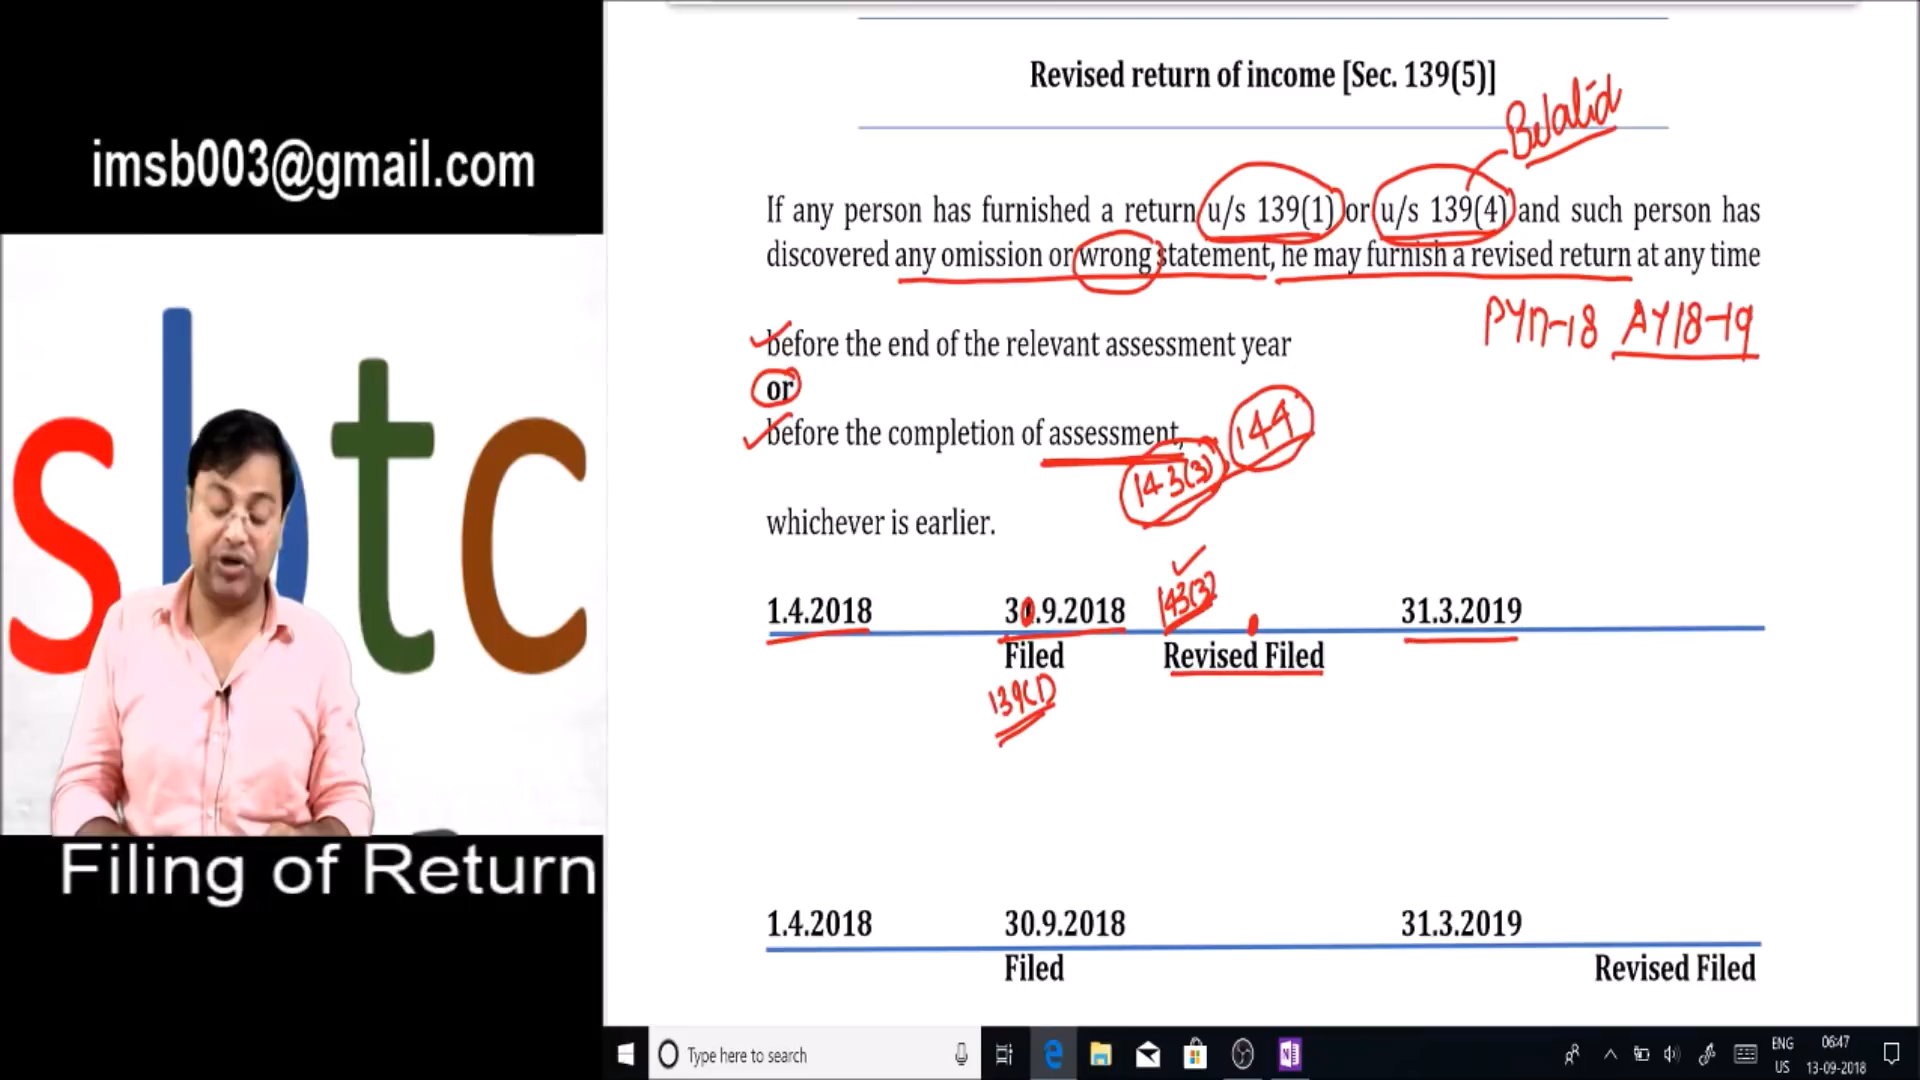 imsb003@gmail.com
sbtc
Filing of Return
Revised return of income [Sec. 139(5)]
If any person has furnished a return u/s 139(1) or u/s 139(4) and such person has
discovered any omission or wrong statement, he may furnish a revised return at any time
PY17-18 AY18-19
before the end of the relevant assessment year
or
before the completion of assessment,
143(3) 144
whichever is earlier.
143(3)
1.4.2018 30.9.2018 31.3.2019
Filed Revised Filed
139(1)
1.4.2018 30.9.2018 31.3.2019
Filed Revised Filed
Type here to search
ENG
US
06:47
13-09-2018